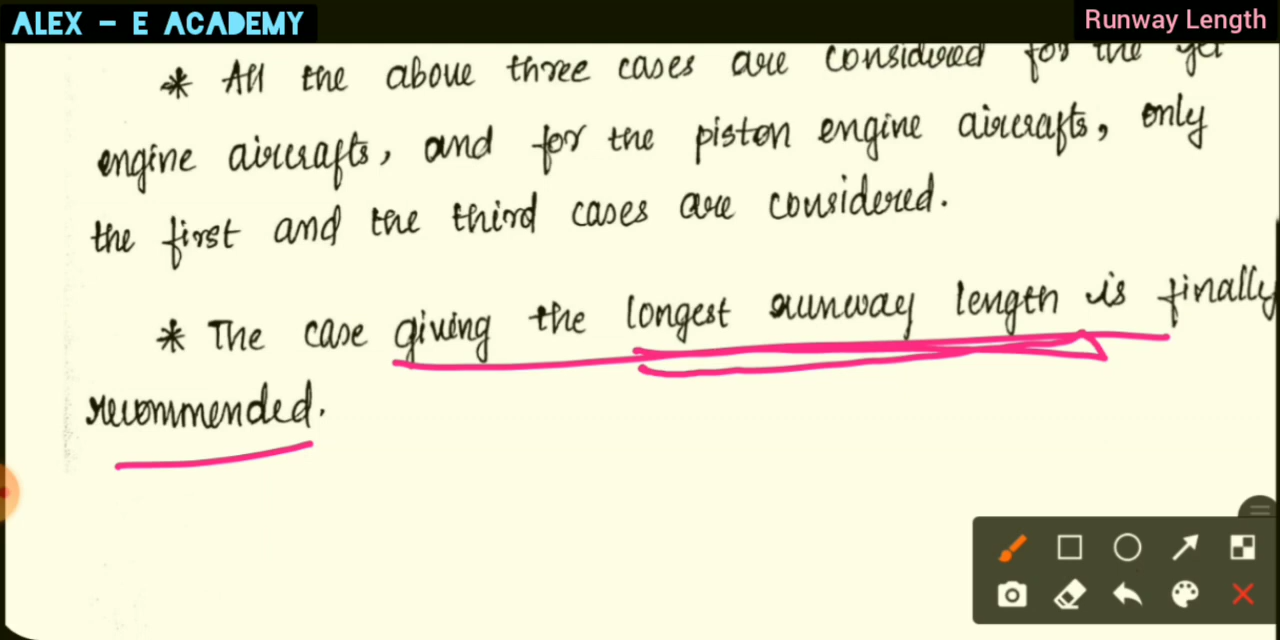 ALEX - E ACADEMY
Runway Length
* All the above three cases are considered for the jet
engine aircrafts, and for the piston engine aircrafts, only
the first and the third cases are considered.
* The case giving the longest runway length is finally
recommended.